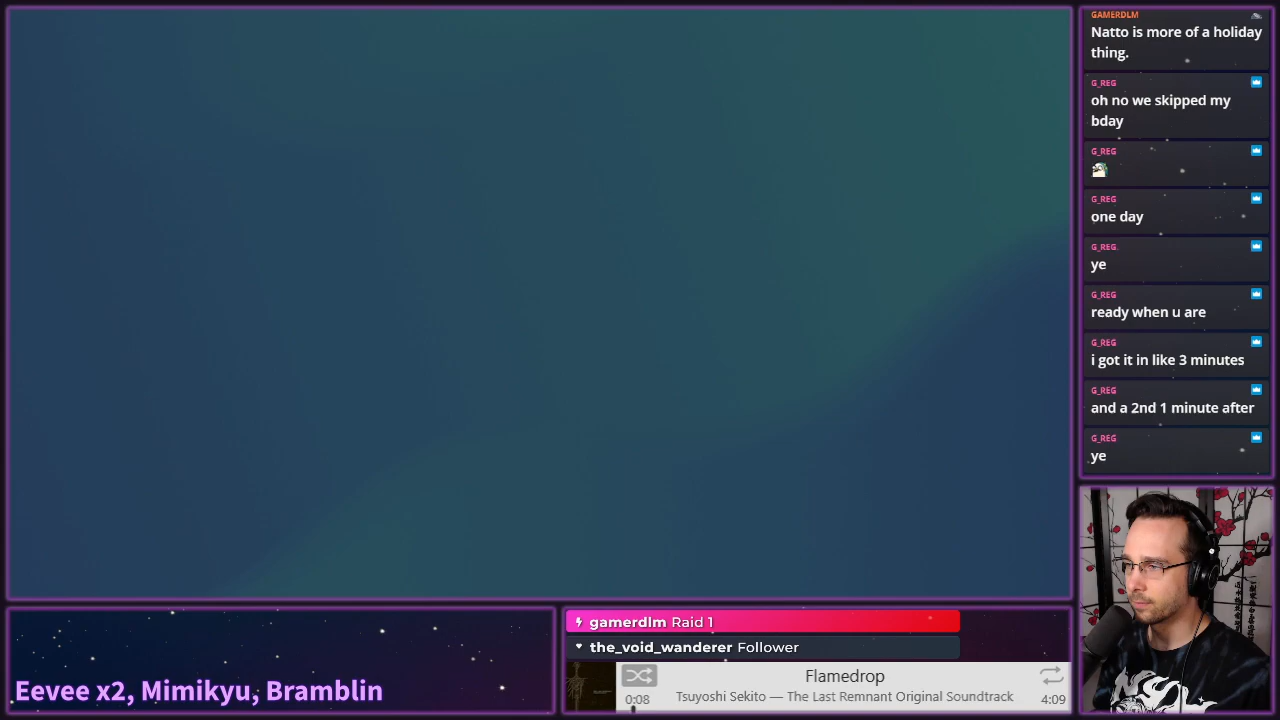 GAMERDLM
Natto is more of a holiday
thing.
G_REG
oh no we skipped my
bday
G_REG
G_REG
one day
G_REG
ye
G_REG
ready when u are
G_REG
i got it in like 3 minutes
G_REG
and a 2nd 1 minute after
G_REG
ye
gamerdlm Raid 1
the_void_wanderer Follower
Flamedrop
0:08 Tsuyoshi Sekito — The Last Remnant Original Soundtrack 4:09
Eevee x2, Mimikyu, Bramblin